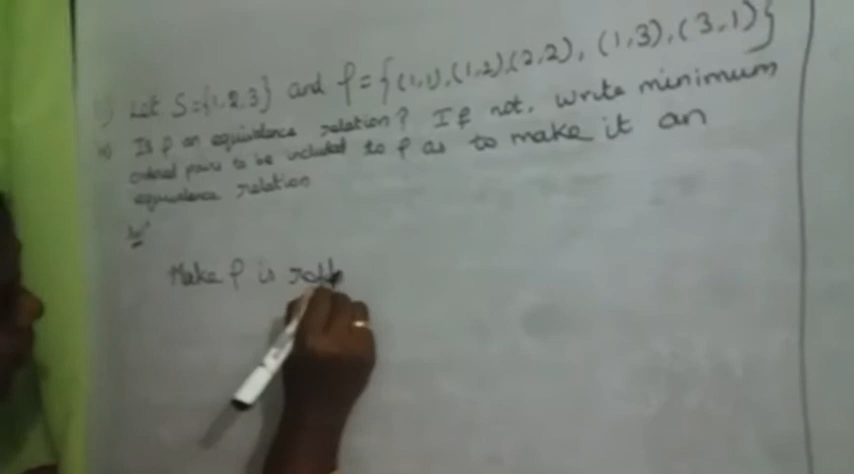 Let S={1,2,3} and ρ={(1,1),(1,2)(2,2), (1,3),(3,1)}
Is ρ an equivalence relation? If not, write minimum
ordered pairs to be included to ρ as to make it an
equivalence relation
Make ρ is